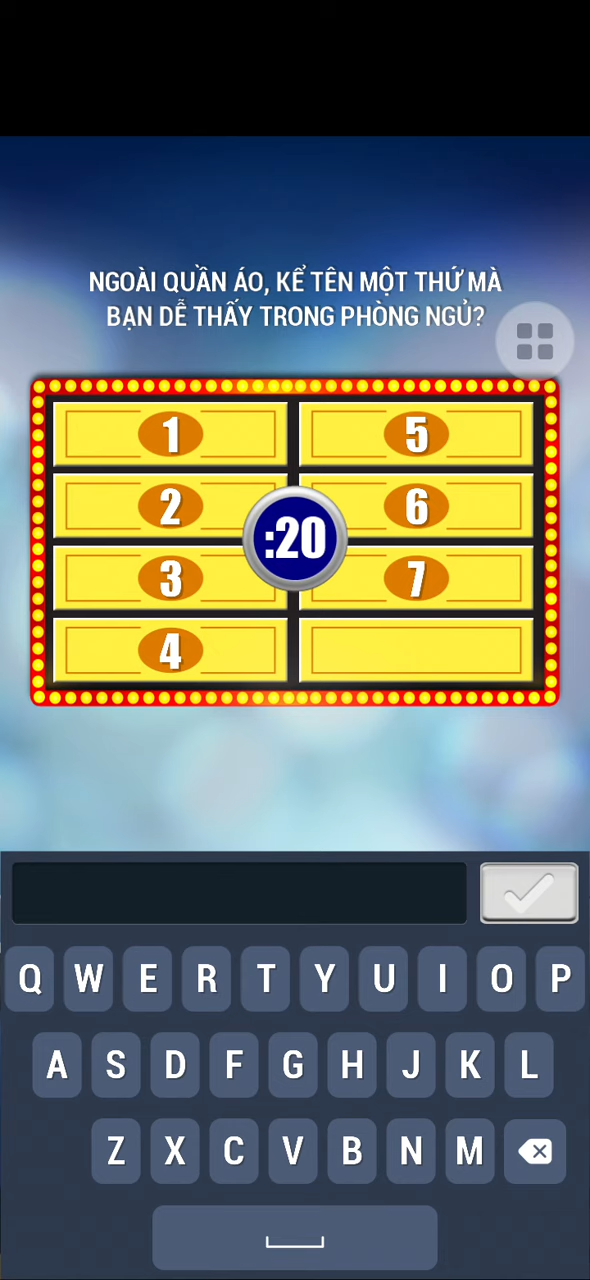 NGOÀI QUẦN ÁO, KỂ TÊN MỘT THỨ MÀ
BẠN DỄ THẤY TRONG PHÒNG NGỦ?
1
5
2
6
:20
3
7
4
Q W E R T Y U I O P
A S D F G H J K L
Z X C V B N M